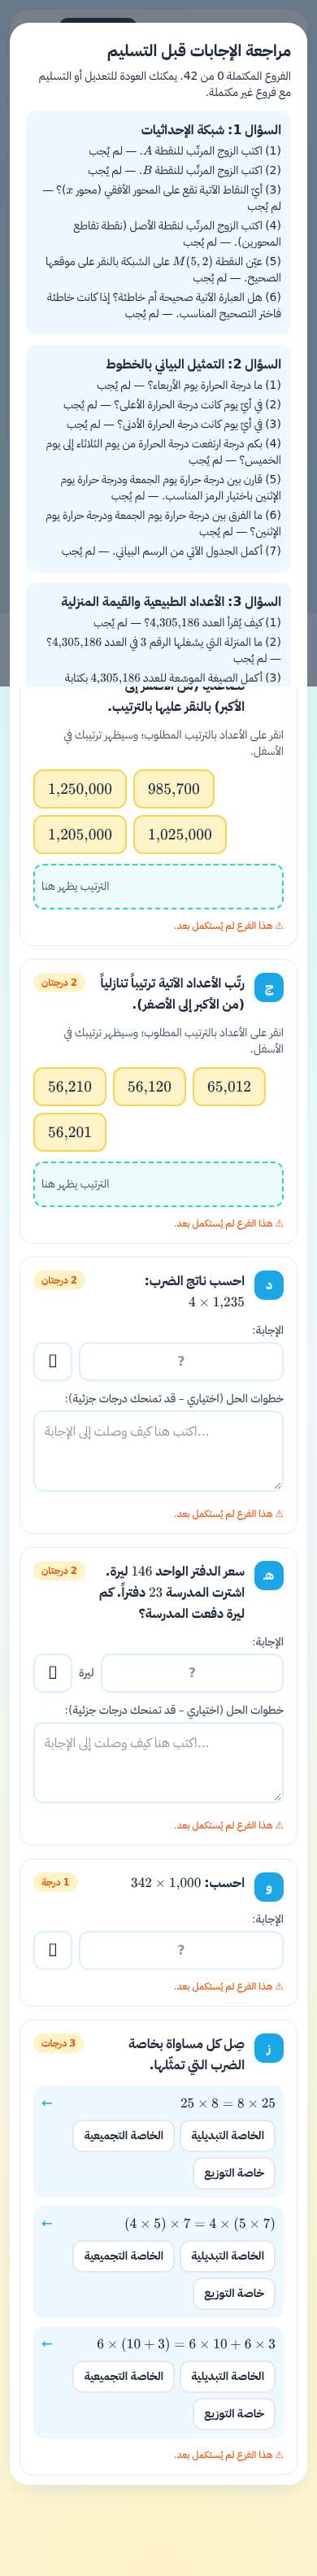 مراجعة الإجابات قبل التسليم
الفروع المكتملة 0 من 42. يمكنك العودة للتعديل أو التسليم
مع فروع غير مكتملة.
السؤال 1: شبكة الإحداثيات
(1) اكتب الزوج المرتّب للنقطة A. — لم يُجب
(2) اكتب الزوج المرتّب للنقطة B. — لم يُجب
(3) أيّ النقاط الآتية تقع على المحور الأفقي (محور x)؟ —
لم يُجب
(4) اكتب الزوج المرتّب لنقطة الأصل (نقطة تقاطع
المحورين). — لم يُجب
(5) عيّن النقطة M(5, 2) على الشبكة بالنقر على موقعها
الصحيح. — لم يُجب
(6) هل العبارة الآتية صحيحة أم خاطئة؟ إذا كانت خاطئة
فاختر التصحيح المناسب. — لم يُجب
السؤال 2: التمثيل البياني بالخطوط
(1) ما درجة الحرارة يوم الأربعاء؟ — لم يُجب
(2) في أيّ يوم كانت درجة الحرارة الأعلى؟ — لم يُجب
(3) في أيّ يوم كانت درجة الحرارة الأدنى؟ — لم يُجب
(4) بكم درجة ارتفعت درجة الحرارة من يوم الثلاثاء إلى يوم
الخميس؟ — لم يُجب
(5) قارن بين درجة حرارة يوم الجمعة ودرجة حرارة يوم
الإثنين باختيار الرمز المناسب. — لم يُجب
(6) ما الفرق بين درجة حرارة يوم الجمعة ودرجة حرارة يوم
الإثنين؟ — لم يُجب
(7) أكمل الجدول الآتي من الرسم البياني. — لم يُجب
السؤال 3: الأعداد الطبيعية والقيمة المنزلية
(1) كيف يُقرأ العدد 4,305,186؟ — لم يُجب
(2) ما المنزلة التي يشغلها الرقم 3 في العدد 4,305,186؟
— لم يُجب
(3) أكمل الصيغة الموسّعة للعدد 4,305,186 بكتابة
الأكبر) بالنقر عليها بالترتيب.
انقر على الأعداد بالترتيب المطلوب؛ وسيظهر ترتيبك في
الأسفل.
985,700 1,250,000
1,025,000 1,205,000
الترتيب يظهر هنا
⚠ هذا الفرع لم يُستكمل بعد.
ج رتّب الأعداد الآتية ترتيباً تنازلياً 2 درجتان
(من الأكبر إلى الأصغر).
انقر على الأعداد بالترتيب المطلوب؛ وسيظهر ترتيبك في
الأسفل.
65,012 56,120 56,210
56,201
الترتيب يظهر هنا
⚠ هذا الفرع لم يُستكمل بعد.
د احسب ناتج الضرب: 2 درجتان
4 × 1,235
الإجابة:
?
خطوات الحل (اختياري – قد تمنحك درجات جزئية):
اكتب هنا كيف وصلت إلى الإجابة...
⚠ هذا الفرع لم يُستكمل بعد.
هـ سعر الدفتر الواحد 146 ليرة. 2 درجتان
اشترت المدرسة 23 دفتراً. كم
ليرة دفعت المدرسة؟
الإجابة:
? ليرة
خطوات الحل (اختياري – قد تمنحك درجات جزئية):
اكتب هنا كيف وصلت إلى الإجابة...
⚠ هذا الفرع لم يُستكمل بعد.
و احسب: 342 × 1,000 1 درجة
الإجابة:
?
⚠ هذا الفرع لم يُستكمل بعد.
ز صِل كل مساواة بخاصة 3 درجات
الضرب التي تمثّلها.
25 × 8 = 8 × 25 ←
الخاصة التبديلية الخاصة التجميعية
خاصة التوزيع
(4 × 5) × 7 = 4 × (5 × 7) ←
الخاصة التبديلية الخاصة التجميعية
خاصة التوزيع
6 × (10 + 3) = 6 × 10 + 6 × 3 ←
الخاصة التبديلية الخاصة التجميعية
خاصة التوزيع
⚠ هذا الفرع لم يُستكمل بعد.